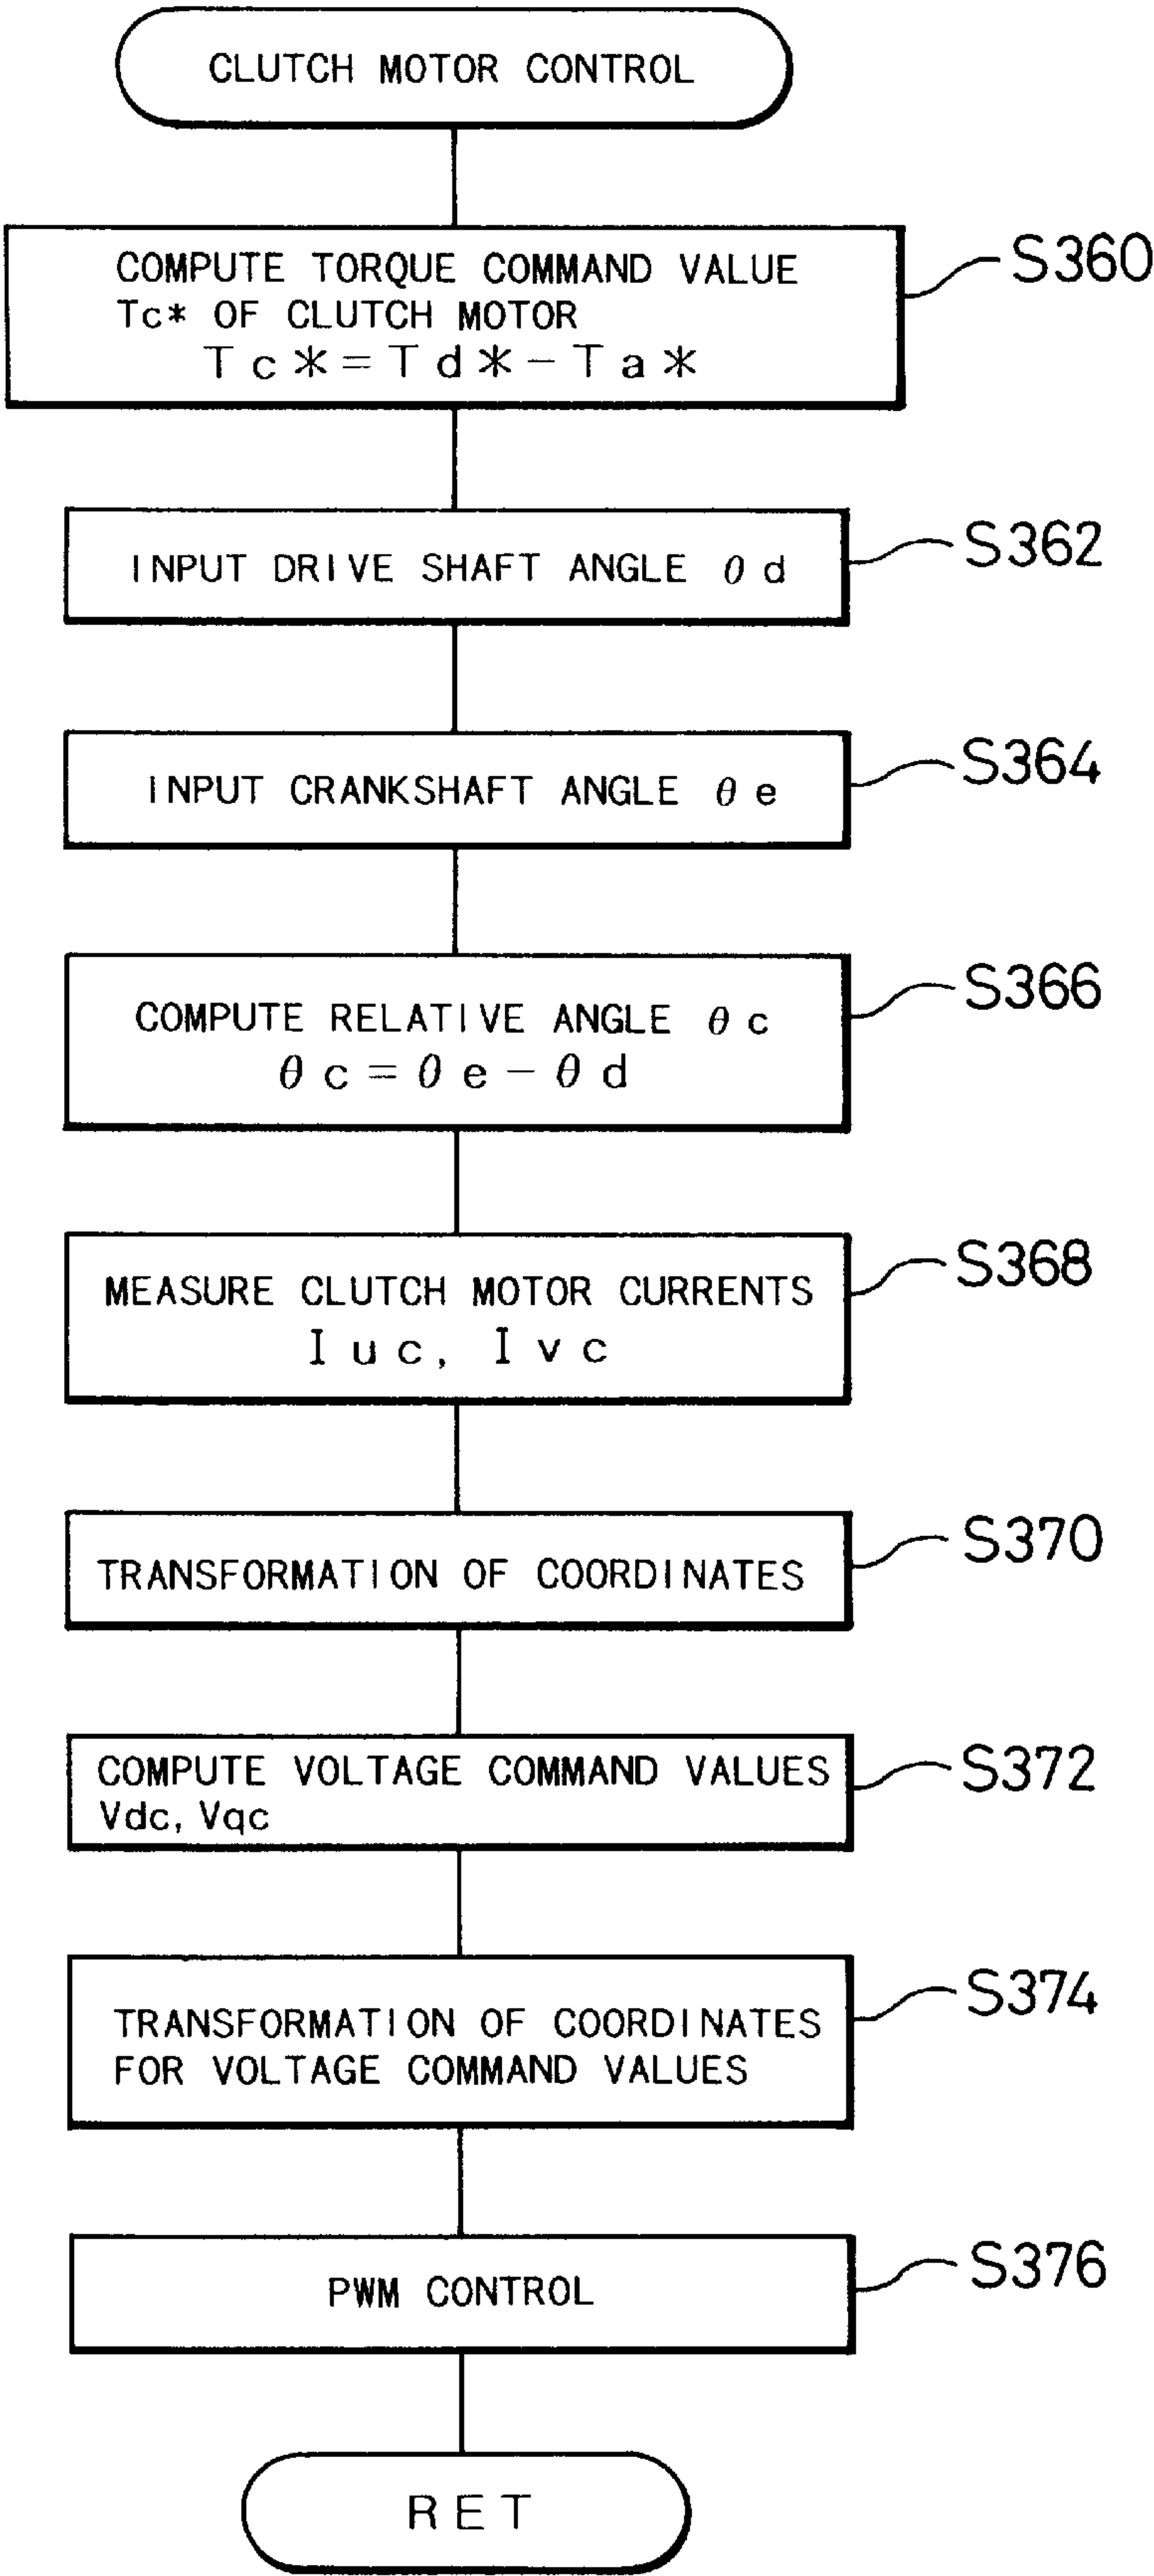 CLUTCH MOTOR CONTROL
COMPUTE TORQUE COMMAND VALUE
Tc* OF CLUTCH MOTOR
Tc*=Td*-Ta*
S360
INPUT DRIVE SHAFT ANGLE θd
S362
INPUT CRANKSHAFT ANGLE θe
S364
COMPUTE RELATIVE ANGLE θc
θc=θe-θd
S366
MEASURE CLUTCH MOTOR CURRENTS
Iuc, Ivc
S368
TRANSFORMATION OF COORDINATES
S370
COMPUTE VOLTAGE COMMAND VALUES
Vdc, Vqc
S372
TRANSFORMATION OF COORDINATES
FOR VOLTAGE COMMAND VALUES
S374
PWM CONTROL
S376
RET